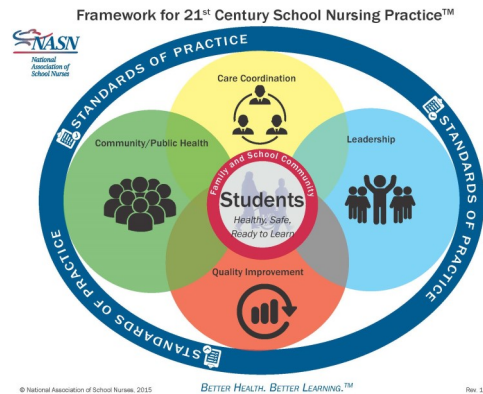 Framework for 21st Century School Nursing Practice™
NASN
National
Association of
School Nurses
STANDARDS OF PRACTICE
STANDARDS OF PRACTICE
STANDARDS OF PRACTICE
Care Coordination
Community/Public Health
Leadership
Family and School Community
Students
Healthy, Safe,
Ready to Learn
Quality Improvement
© National Association of School Nurses, 2015
BETTER HEALTH. BETTER LEARNING.™
Rev. 1